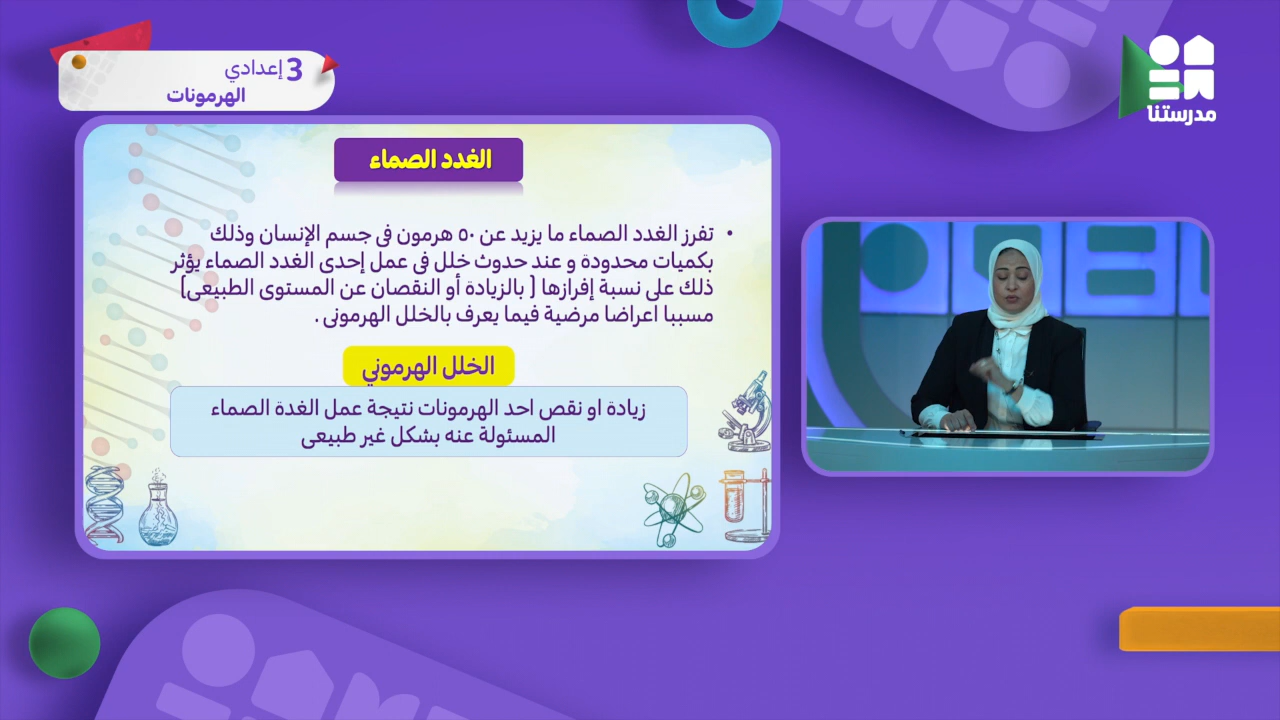 3 إعدادي
الهرمونات
مدرستنا
الغدد الصماء
• تفرز الغدد الصماء ما يزيد عن ٥٠ هرمون فى جسم الإنسان وذلك
بكميات محدودة و عند حدوث خلل فى عمل إحدى الغدد الصماء يؤثر
ذلك على نسبة إفرازها ( بالزيادة أو النقصان عن المستوى الطبيعى)
مسببا اعراضا مرضية فيما يعرف بالخلل الهرمونى .
الخلل الهرموني
زيادة او نقص احد الهرمونات نتيجة عمل الغدة الصماء
المسئولة عنه بشكل غير طبيعى